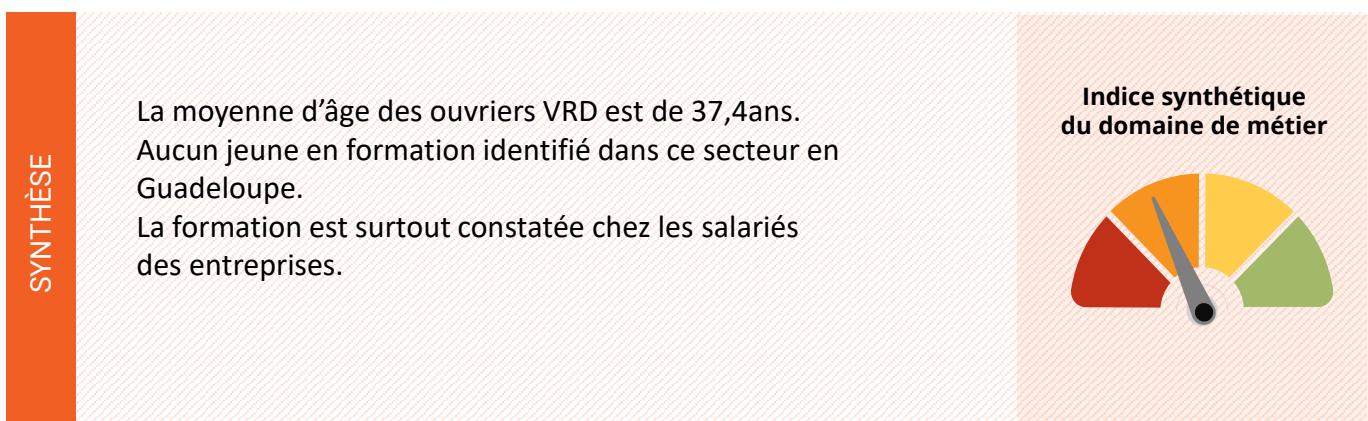 SYNTHÈSE
La moyenne d’âge des ouvriers VRD est de 37,4ans.
Aucun jeune en formation identifié dans ce secteur en
Guadeloupe.
La formation est surtout constatée chez les salariés
des entreprises.
Indice synthétique
du domaine de métier